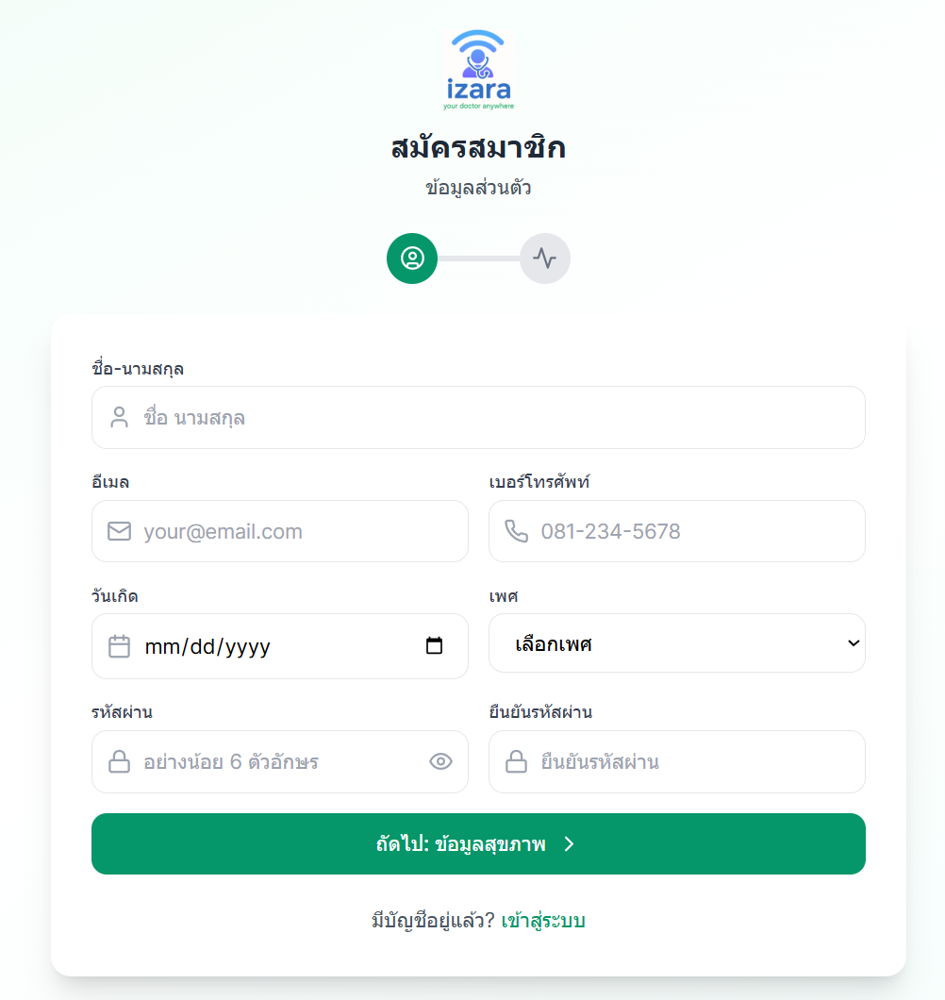 izara
your doctor anywhere
สมัครสมาชิก
ข้อมูลส่วนตัว
ชื่อ-นามสกุล
ชื่อ นามสกุล
อีเมล
เบอร์โทรศัพท์
your@email.com
081-234-5678
วันเกิด
เพศ
mm/dd/yyyy
เลือกเพศ
รหัสผ่าน
ยืนยันรหัสผ่าน
อย่างน้อย 6 ตัวอักษร
ยืนยันรหัสผ่าน
ถัดไป: ข้อมูลสุขภาพ
มีบัญชีอยู่แล้ว? เข้าสู่ระบบ